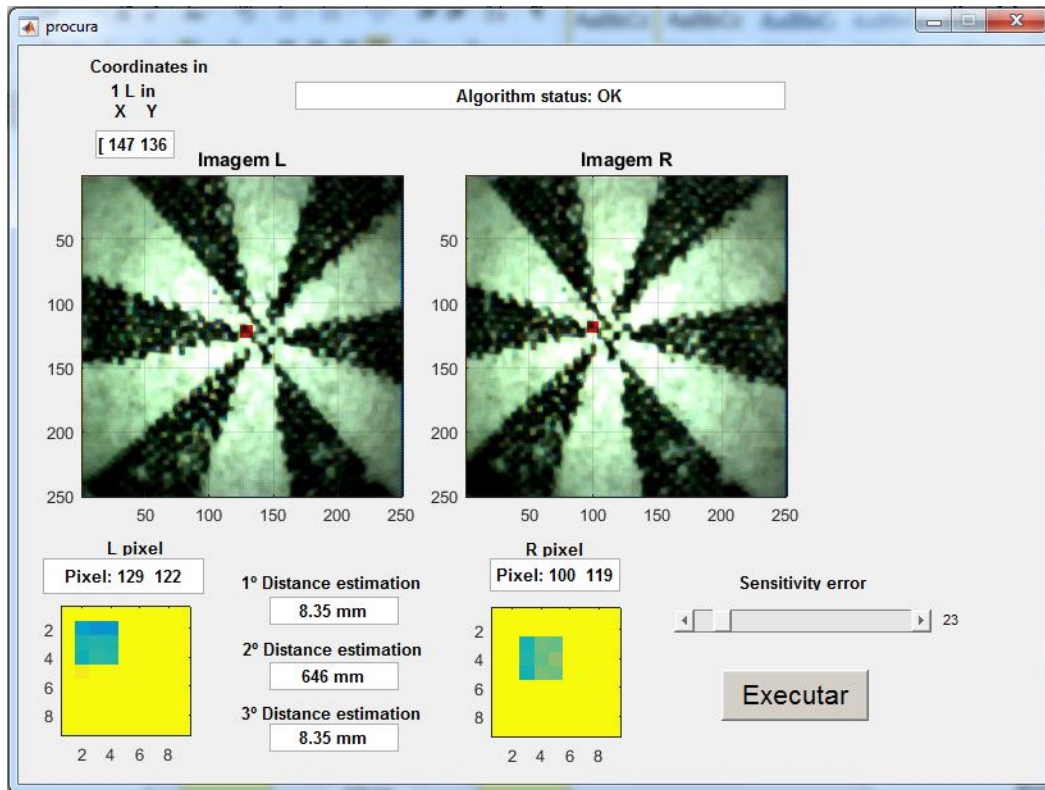 procura
Coordinates in
1 L in
X Y
[ 147 136
Algorithm status: OK
Imagem L
Imagem R
50
100
150
200
250
50 100 150 200 250
50
100
150
200
250
50 100 150 200 250
L pixel
Pixel: 129 122
2
4
6
8
2 4 6 8
1º Distance estimation
8.35 mm
2º Distance estimation
646 mm
3º Distance estimation
8.35 mm
R pixel
Pixel: 100 119
2
4
6
8
2 4 6 8
Sensitivity error
23
Executar